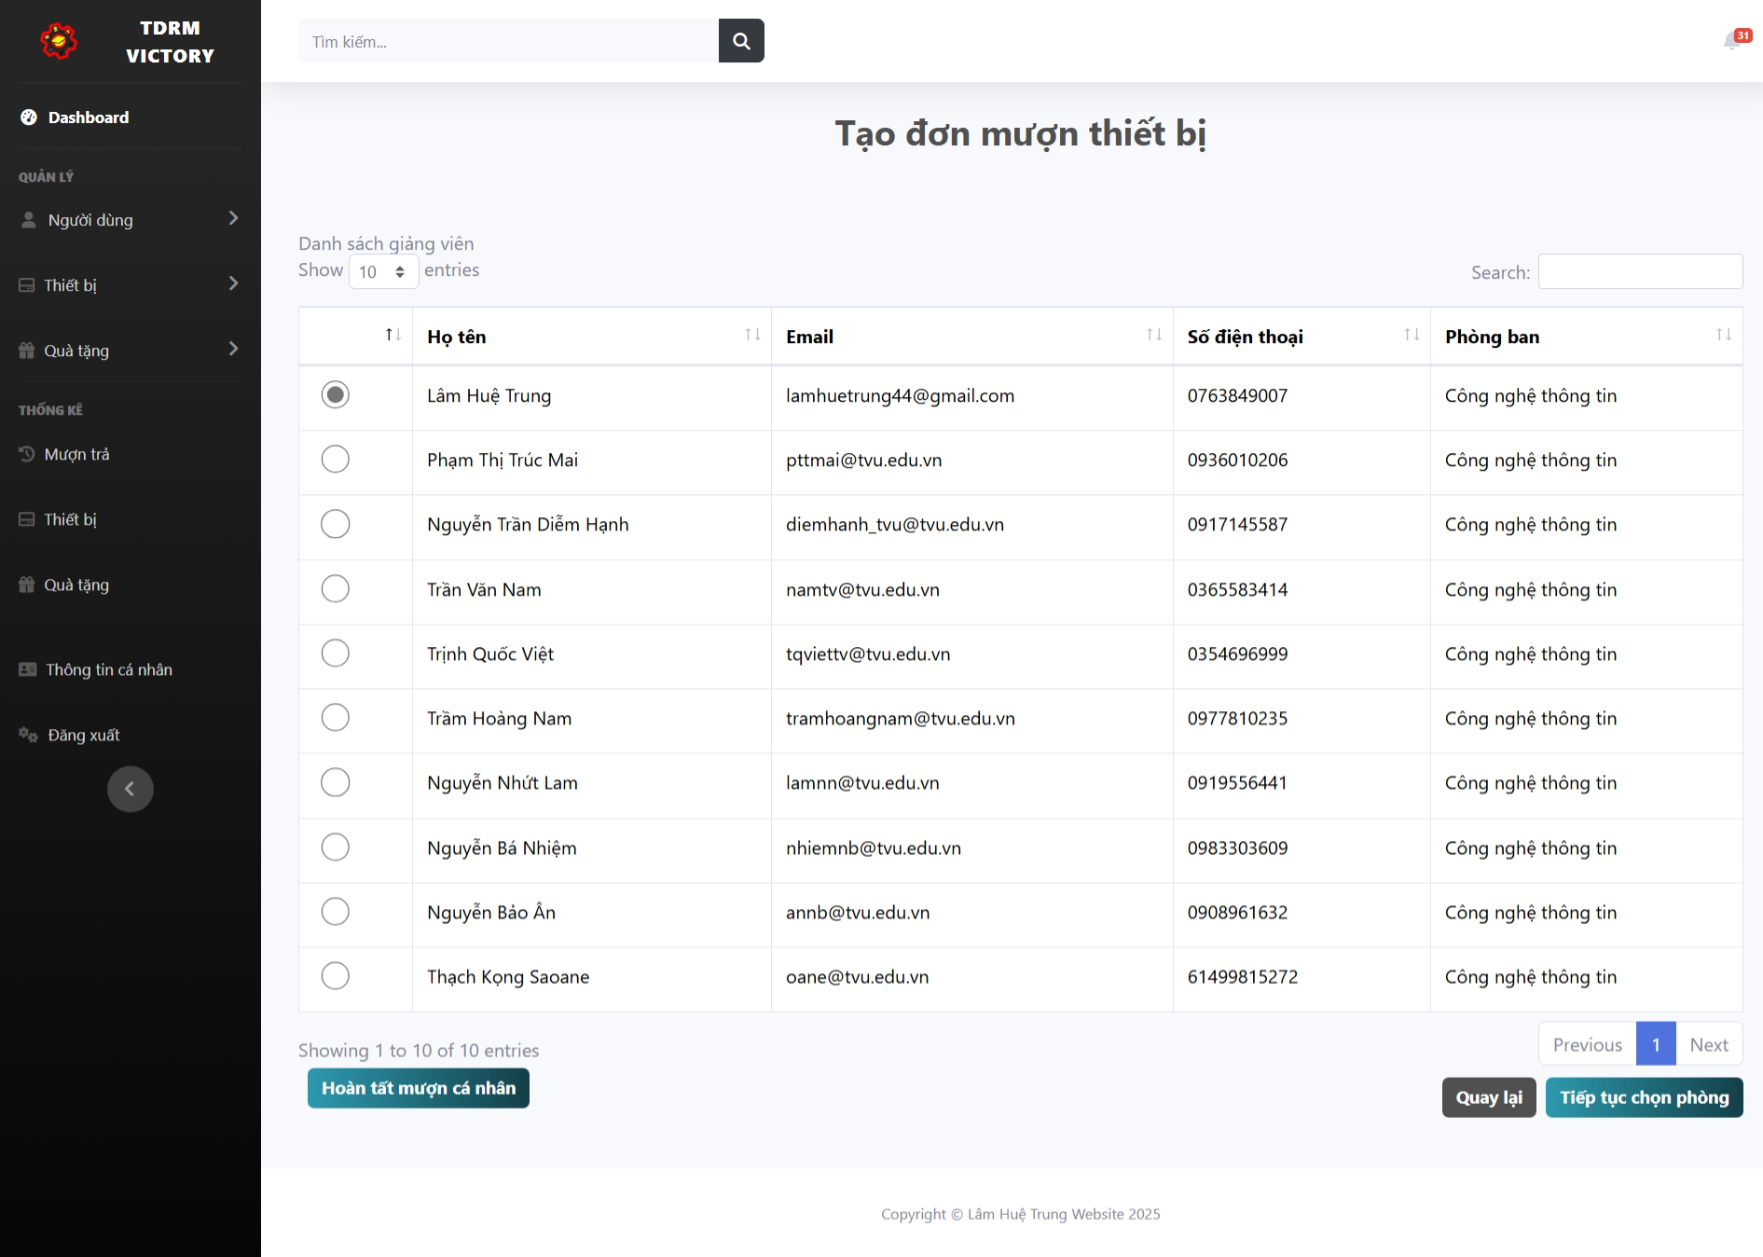 TDRM
VICTORY
Dashboard
QUẢN LÝ
Người dùng
Thiết bị
Quà tặng
THỐNG KÊ
Mượn trả
Thiết bị
Quà tặng
Thông tin cá nhân
Đăng xuất
Tìm kiếm...
31
Tạo đơn mượn thiết bị
Danh sách giảng viên
Show 10 entries
Search:
Họ tên Email Số điện thoại Phòng ban
Lâm Huệ Trung lamhuetrung44@gmail.com 0763849007 Công nghệ thông tin
Phạm Thị Trúc Mai pttmai@tvu.edu.vn 0936010206 Công nghệ thông tin
Nguyễn Trần Diễm Hạnh diemhanh_tvu@tvu.edu.vn 0917145587 Công nghệ thông tin
Trần Văn Nam namtv@tvu.edu.vn 0365583414 Công nghệ thông tin
Trịnh Quốc Việt tqviettv@tvu.edu.vn 0354696999 Công nghệ thông tin
Trầm Hoàng Nam tramhoangnam@tvu.edu.vn 0977810235 Công nghệ thông tin
Nguyễn Nhứt Lam lamnn@tvu.edu.vn 0919556441 Công nghệ thông tin
Nguyễn Bá Nhiệm nhiemnb@tvu.edu.vn 0983303609 Công nghệ thông tin
Nguyễn Bảo Ân annb@tvu.edu.vn 0908961632 Công nghệ thông tin
Thạch Kọng Saoane oane@tvu.edu.vn 61499815272 Công nghệ thông tin
Showing 1 to 10 of 10 entries
Previous 1 Next
Hoàn tất mượn cá nhân
Quay lại Tiếp tục chọn phòng
Copyright © Lâm Huệ Trung Website 2025